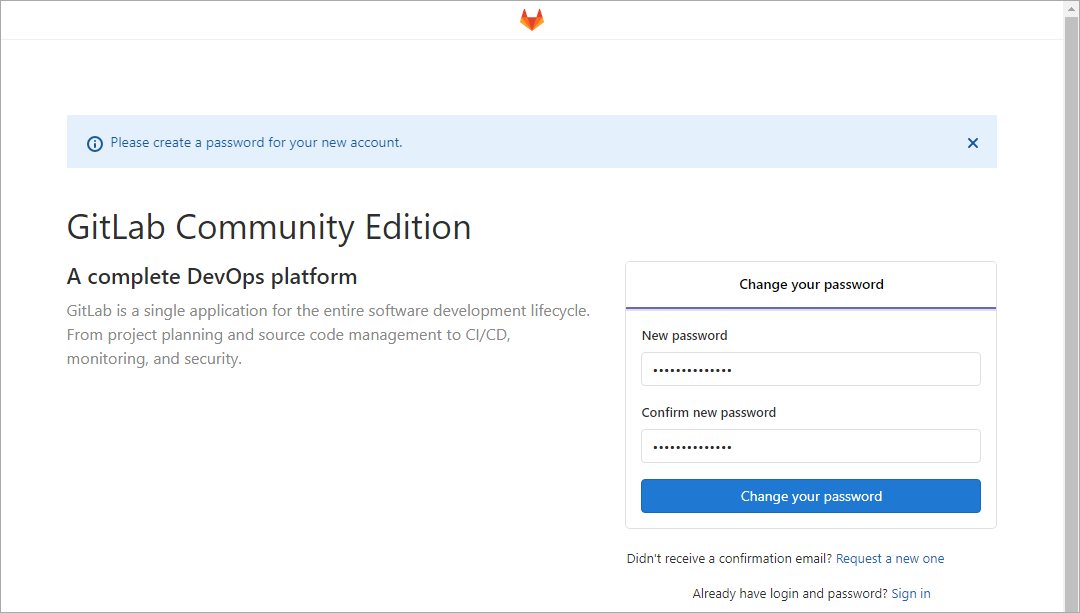 Please create a password for your new account.
GitLab Community Edition
A complete DevOps platform
GitLab is a single application for the entire software development lifecycle.
From project planning and source code management to CI/CD,
monitoring, and security.
Change your password
New password
••••••••••••••
Confirm new password
••••••••••••••
Change your password
Didn't receive a confirmation email? Request a new one
Already have login and password? Sign in